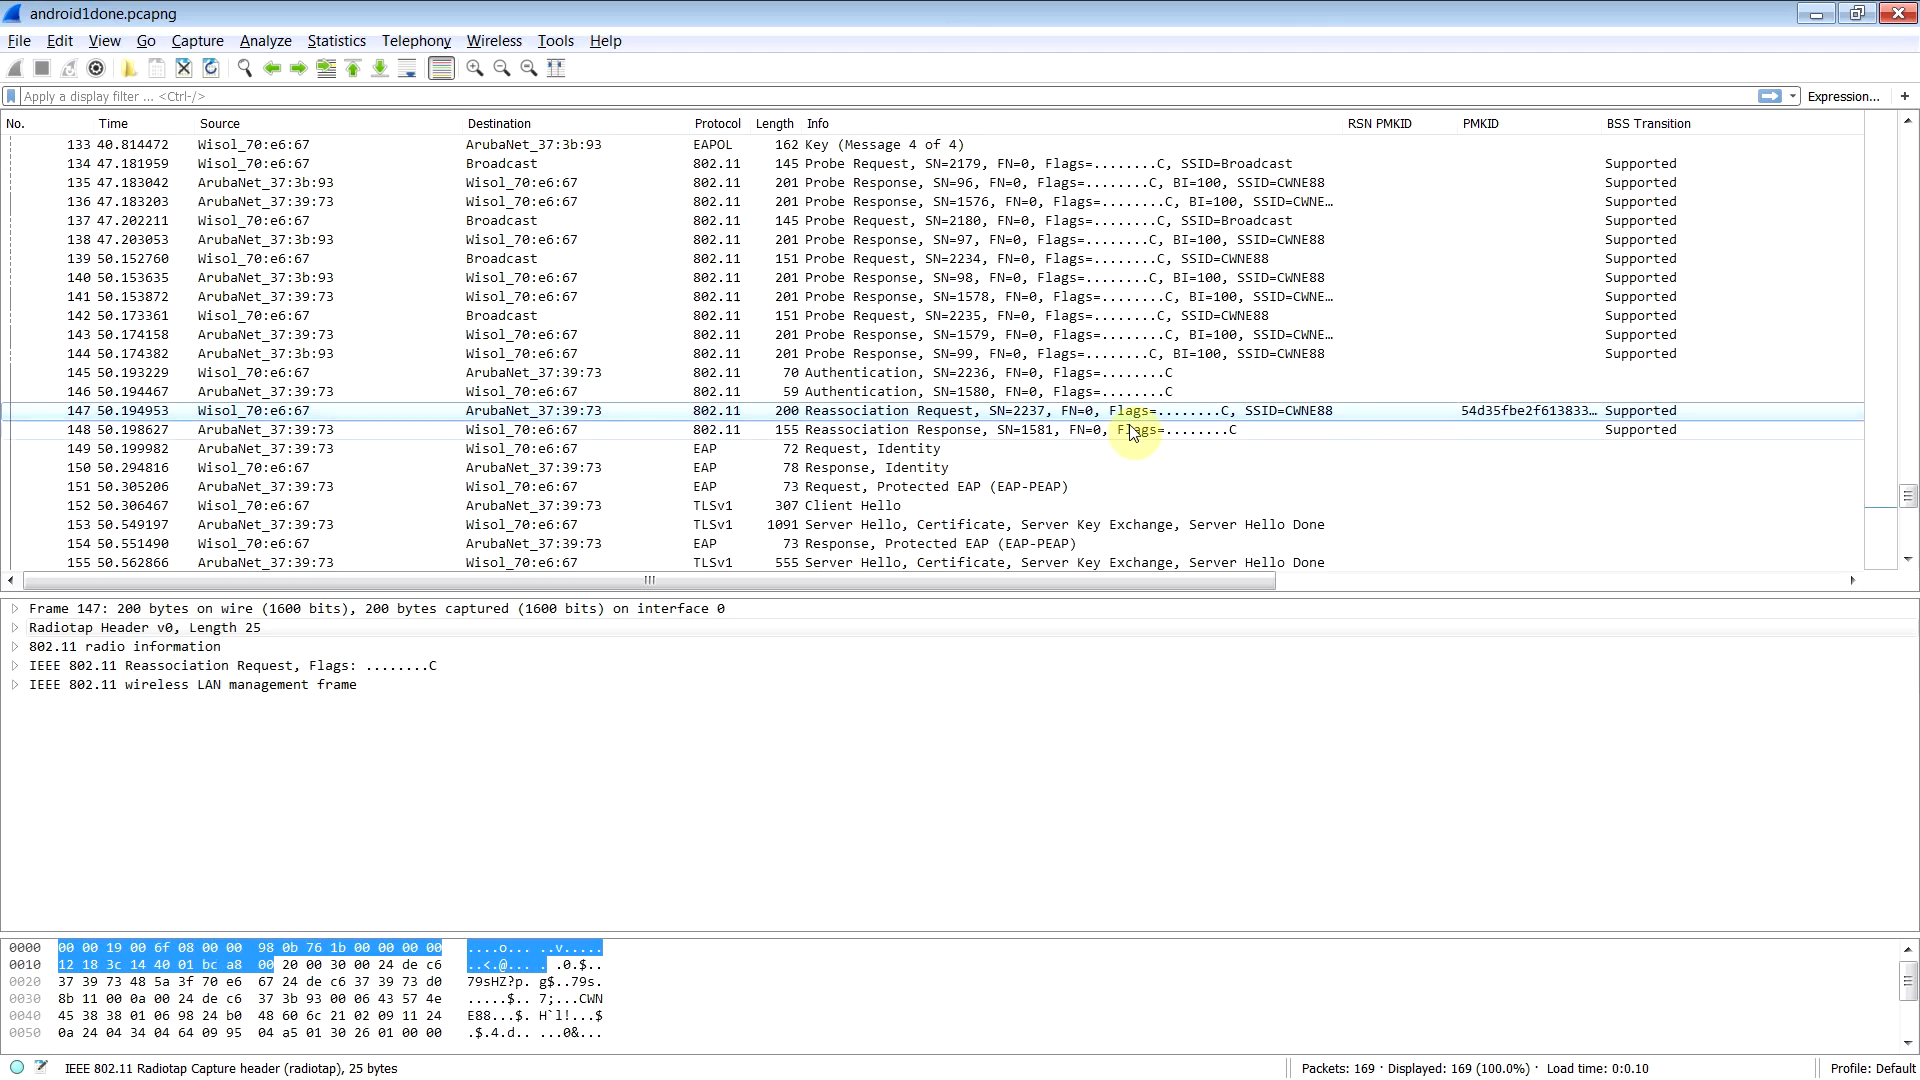 android1done.pcapng
File Edit View Go Capture Analyze Statistics Telephony Wireless Tools Help
Apply a display filter ... <Ctrl-/> Expression... +
No. Time Source Destination Protocol Length Info RSN PMKID PMKID BSS Transition
133 40.814472 Wisol_70:e6:67 ArubaNet_37:3b:93 EAPOL 162 Key (Message 4 of 4)
134 47.181959 Wisol_70:e6:67 Broadcast 802.11 145 Probe Request, SN=2179, FN=0, Flags=........C, SSID=Broadcast Supported
135 47.183042 ArubaNet_37:3b:93 Wisol_70:e6:67 802.11 201 Probe Response, SN=96, FN=0, Flags=........C, BI=100, SSID=CWNE88 Supported
136 47.183203 ArubaNet_37:39:73 Wisol_70:e6:67 802.11 201 Probe Response, SN=1576, FN=0, Flags=........C, BI=100, SSID=CWNE… Supported
137 47.202211 Wisol_70:e6:67 Broadcast 802.11 145 Probe Request, SN=2180, FN=0, Flags=........C, SSID=Broadcast Supported
138 47.203053 ArubaNet_37:3b:93 Wisol_70:e6:67 802.11 201 Probe Response, SN=97, FN=0, Flags=........C, BI=100, SSID=CWNE88 Supported
139 50.152760 Wisol_70:e6:67 Broadcast 802.11 151 Probe Request, SN=2234, FN=0, Flags=........C, SSID=CWNE88 Supported
140 50.153635 ArubaNet_37:3b:93 Wisol_70:e6:67 802.11 201 Probe Response, SN=98, FN=0, Flags=........C, BI=100, SSID=CWNE88 Supported
141 50.153872 ArubaNet_37:39:73 Wisol_70:e6:67 802.11 201 Probe Response, SN=1578, FN=0, Flags=........C, BI=100, SSID=CWNE… Supported
142 50.173361 Wisol_70:e6:67 Broadcast 802.11 151 Probe Request, SN=2235, FN=0, Flags=........C, SSID=CWNE88 Supported
143 50.174158 ArubaNet_37:39:73 Wisol_70:e6:67 802.11 201 Probe Response, SN=1579, FN=0, Flags=........C, BI=100, SSID=CWNE… Supported
144 50.174382 ArubaNet_37:3b:93 Wisol_70:e6:67 802.11 201 Probe Response, SN=99, FN=0, Flags=........C, BI=100, SSID=CWNE88 Supported
145 50.193229 Wisol_70:e6:67 ArubaNet_37:39:73 802.11 70 Authentication, SN=2236, FN=0, Flags=........C
146 50.194467 ArubaNet_37:39:73 Wisol_70:e6:67 802.11 59 Authentication, SN=1580, FN=0, Flags=........C
147 50.194953 Wisol_70:e6:67 ArubaNet_37:39:73 802.11 200 Reassociation Request, SN=2237, FN=0, Flags=........C, SSID=CWNE88 54d35fbe2f613833… Supported
148 50.198627 ArubaNet_37:39:73 Wisol_70:e6:67 802.11 155 Reassociation Response, SN=1581, FN=0, Flags=........C Supported
149 50.199982 ArubaNet_37:39:73 Wisol_70:e6:67 EAP 72 Request, Identity
150 50.294816 Wisol_70:e6:67 ArubaNet_37:39:73 EAP 78 Response, Identity
151 50.305206 ArubaNet_37:39:73 Wisol_70:e6:67 EAP 73 Request, Protected EAP (EAP-PEAP)
152 50.306467 Wisol_70:e6:67 ArubaNet_37:39:73 TLSv1 307 Client Hello
153 50.549197 ArubaNet_37:39:73 Wisol_70:e6:67 TLSv1 1091 Server Hello, Certificate, Server Key Exchange, Server Hello Done
154 50.551490 Wisol_70:e6:67 ArubaNet_37:39:73 EAP 73 Response, Protected EAP (EAP-PEAP)
155 50.562866 ArubaNet_37:39:73 Wisol_70:e6:67 TLSv1 555 Server Hello, Certificate, Server Key Exchange, Server Hello Done
Frame 147: 200 bytes on wire (1600 bits), 200 bytes captured (1600 bits) on interface 0
Radiotap Header v0, Length 25
802.11 radio information
IEEE 802.11 Reassociation Request, Flags: ........C
IEEE 802.11 wireless LAN management frame
0000 00 00 19 00 6f 08 00 00 98 0b 76 1b 00 00 00 00 ....o... ..v.....
0010 12 18 3c 14 40 01 bc a8 00 20 00 30 00 24 de c6 ..<.@... . .0.$..
0020 37 39 73 48 5a 3f 70 e6 67 24 de c6 37 39 73 d0 79sHZ?p. g$..79s.
0030 8b 11 00 0a 00 24 de c6 37 3b 93 00 06 43 57 4e .....$.. 7;...CWN
0040 45 38 38 01 06 98 24 b0 48 60 6c 21 02 09 11 24 E88...$. H`l!...$
0050 0a 24 04 34 04 64 09 95 04 a5 01 30 26 01 00 00 .$.4.d.. ...0&...
IEEE 802.11 Radiotap Capture header (radiotap), 25 bytes Packets: 169 · Displayed: 169 (100.0%) · Load time: 0:0.10 Profile: Default